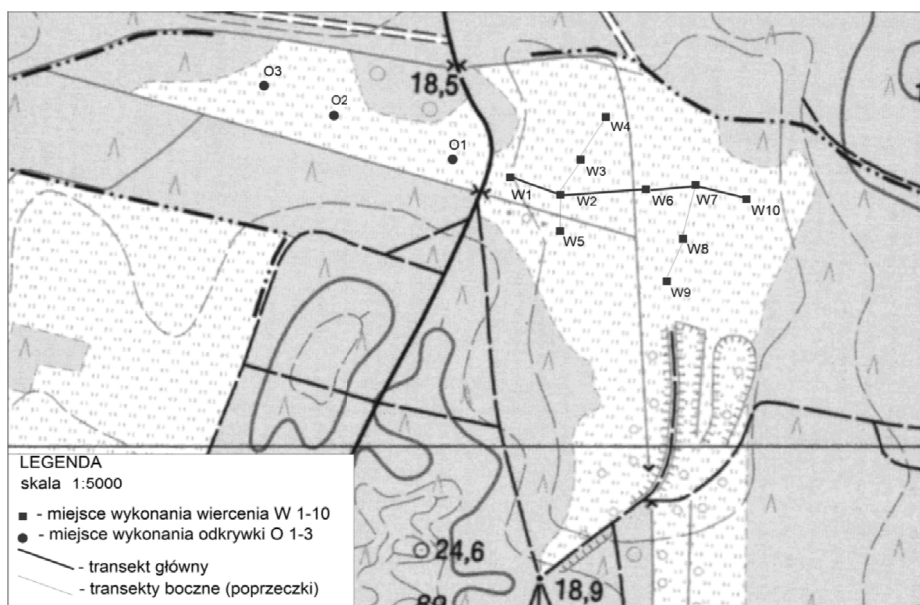 O3
O2
18,5
W4
O1
W3
W1
W2
W6
W7
W10
W5
W8
W9
LEGENDA
skala 1:5000
- miejsce wykonania wiercenia W 1-10
- miejsce wykonania odkrywki O 1-3
- transekt główny
- transekty boczne (poprzeczki)
24,6
18,9